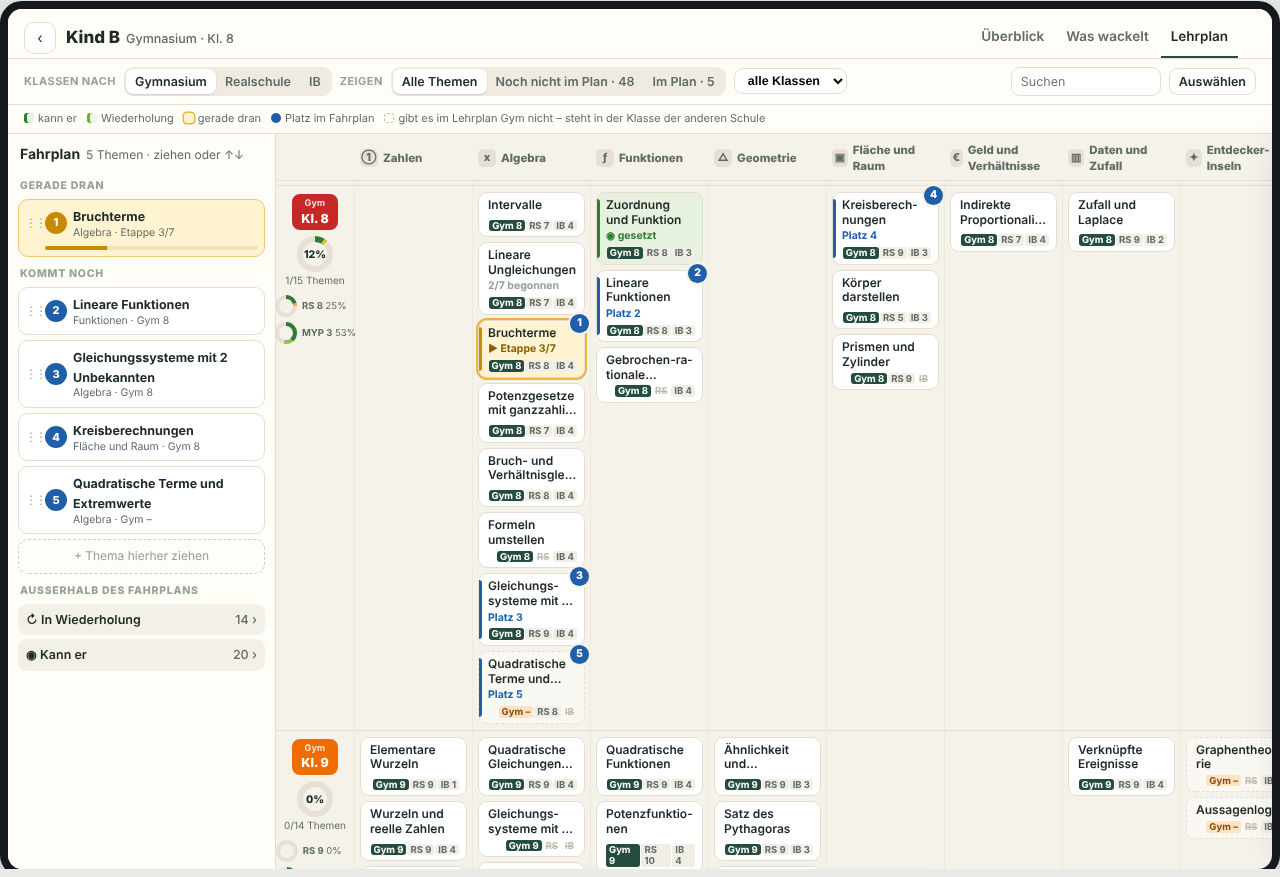 ‹ Kind B Gymnasium · Kl. 8
Überblick Was wackelt Lehrplan
KLASSEN NACH Gymnasium Realschule IB ZEIGEN Alle Themen Noch nicht im Plan · 48 Im Plan · 5 alle Klassen Suchen Auswählen
kann er Wiederholung gerade dran Platz im Fahrplan gibt es im Lehrplan Gym nicht – steht in der Klasse der anderen Schule
Fahrplan 5 Themen · ziehen oder ↑↓
GERADE DRAN
1 Bruchterme
Algebra · Etappe 3/7
KOMMT NOCH
2 Lineare Funktionen
Funktionen · Gym 8
3 Gleichungssysteme mit 2
Unbekannten
Algebra · Gym 8
4 Kreisberechnungen
Fläche und Raum · Gym 8
5 Quadratische Terme und
Extremwerte
Algebra · Gym –
+ Thema hierher ziehen
AUSSERHALB DES FAHRPLANS
↻ In Wiederholung 14 ›
◉ Kann er 20 ›
① Zahlen
x Algebra
ƒ Funktionen
△ Geometrie
▣ Fläche und
Raum
€ Geld und
Verhältnisse
▥ Daten und
Zufall
✦ Entdecker-
Inseln
Gym
Kl. 8
12%
1/15 Themen
RS 8 25%
MYP 3 53%
Intervalle
Gym 8 RS 7 IB 4
Lineare
Ungleichungen
2/7 begonnen
Gym 8 RS 7 IB 4
1
Bruchterme
▶ Etappe 3/7
Gym 8 RS 8 IB 4
Potenzgesetze
mit ganzzahli…
Gym 8 RS 7 IB 4
Bruch- und
Verhältnisgle…
Gym 8 RS 8 IB 4
Formeln
umstellen
Gym 8 RS IB 4
3
Gleichungs-
systeme mit …
Platz 3
Gym 8 RS 9 IB 4
5
Quadratische
Terme und…
Platz 5
Gym – RS 8 IB
Zuordnung
und Funktion
◉ gesetzt
Gym 8 RS 8 IB 3
2
Lineare
Funktionen
Platz 2
Gym 8 RS 8 IB 3
Gebrochen-ra-
tionale…
Gym 8 RS IB 4
4
Kreisberech-
nungen
Platz 4
Gym 8 RS 9 IB 3
Körper
darstellen
Gym 8 RS 5 IB 3
Prismen und
Zylinder
Gym 8 RS 9 IB
Indirekte
Proportionali…
Gym 8 RS 7 IB 4
Zufall und
Laplace
Gym 8 RS 9 IB 2
Gym
Kl. 9
0%
0/14 Themen
RS 9 0%
Elementare
Wurzeln
Gym 9 RS 9 IB 1
Wurzeln und
reelle Zahlen
Gym 9 RS 9 IB 4
Quadratische
Gleichungen…
Gym 9 RS 9 IB 4
Gleichungs-
systeme mit …
Gym 9 RS IB
Quadratische
Funktionen
Gym 9 RS 9 IB 4
Potenzfunktio-
nen
Gym 9 RS 10 IB 4
Ähnlichkeit
und…
Gym 9 RS 9 IB 3
Satz des
Pythagoras
Gym 9 RS 9 IB 3
Verknüpfte
Ereignisse
Gym 9 RS 9 IB 4
Graphentheo
rie
Gym – RS IB
Aussagenlog
Gym – RS IB